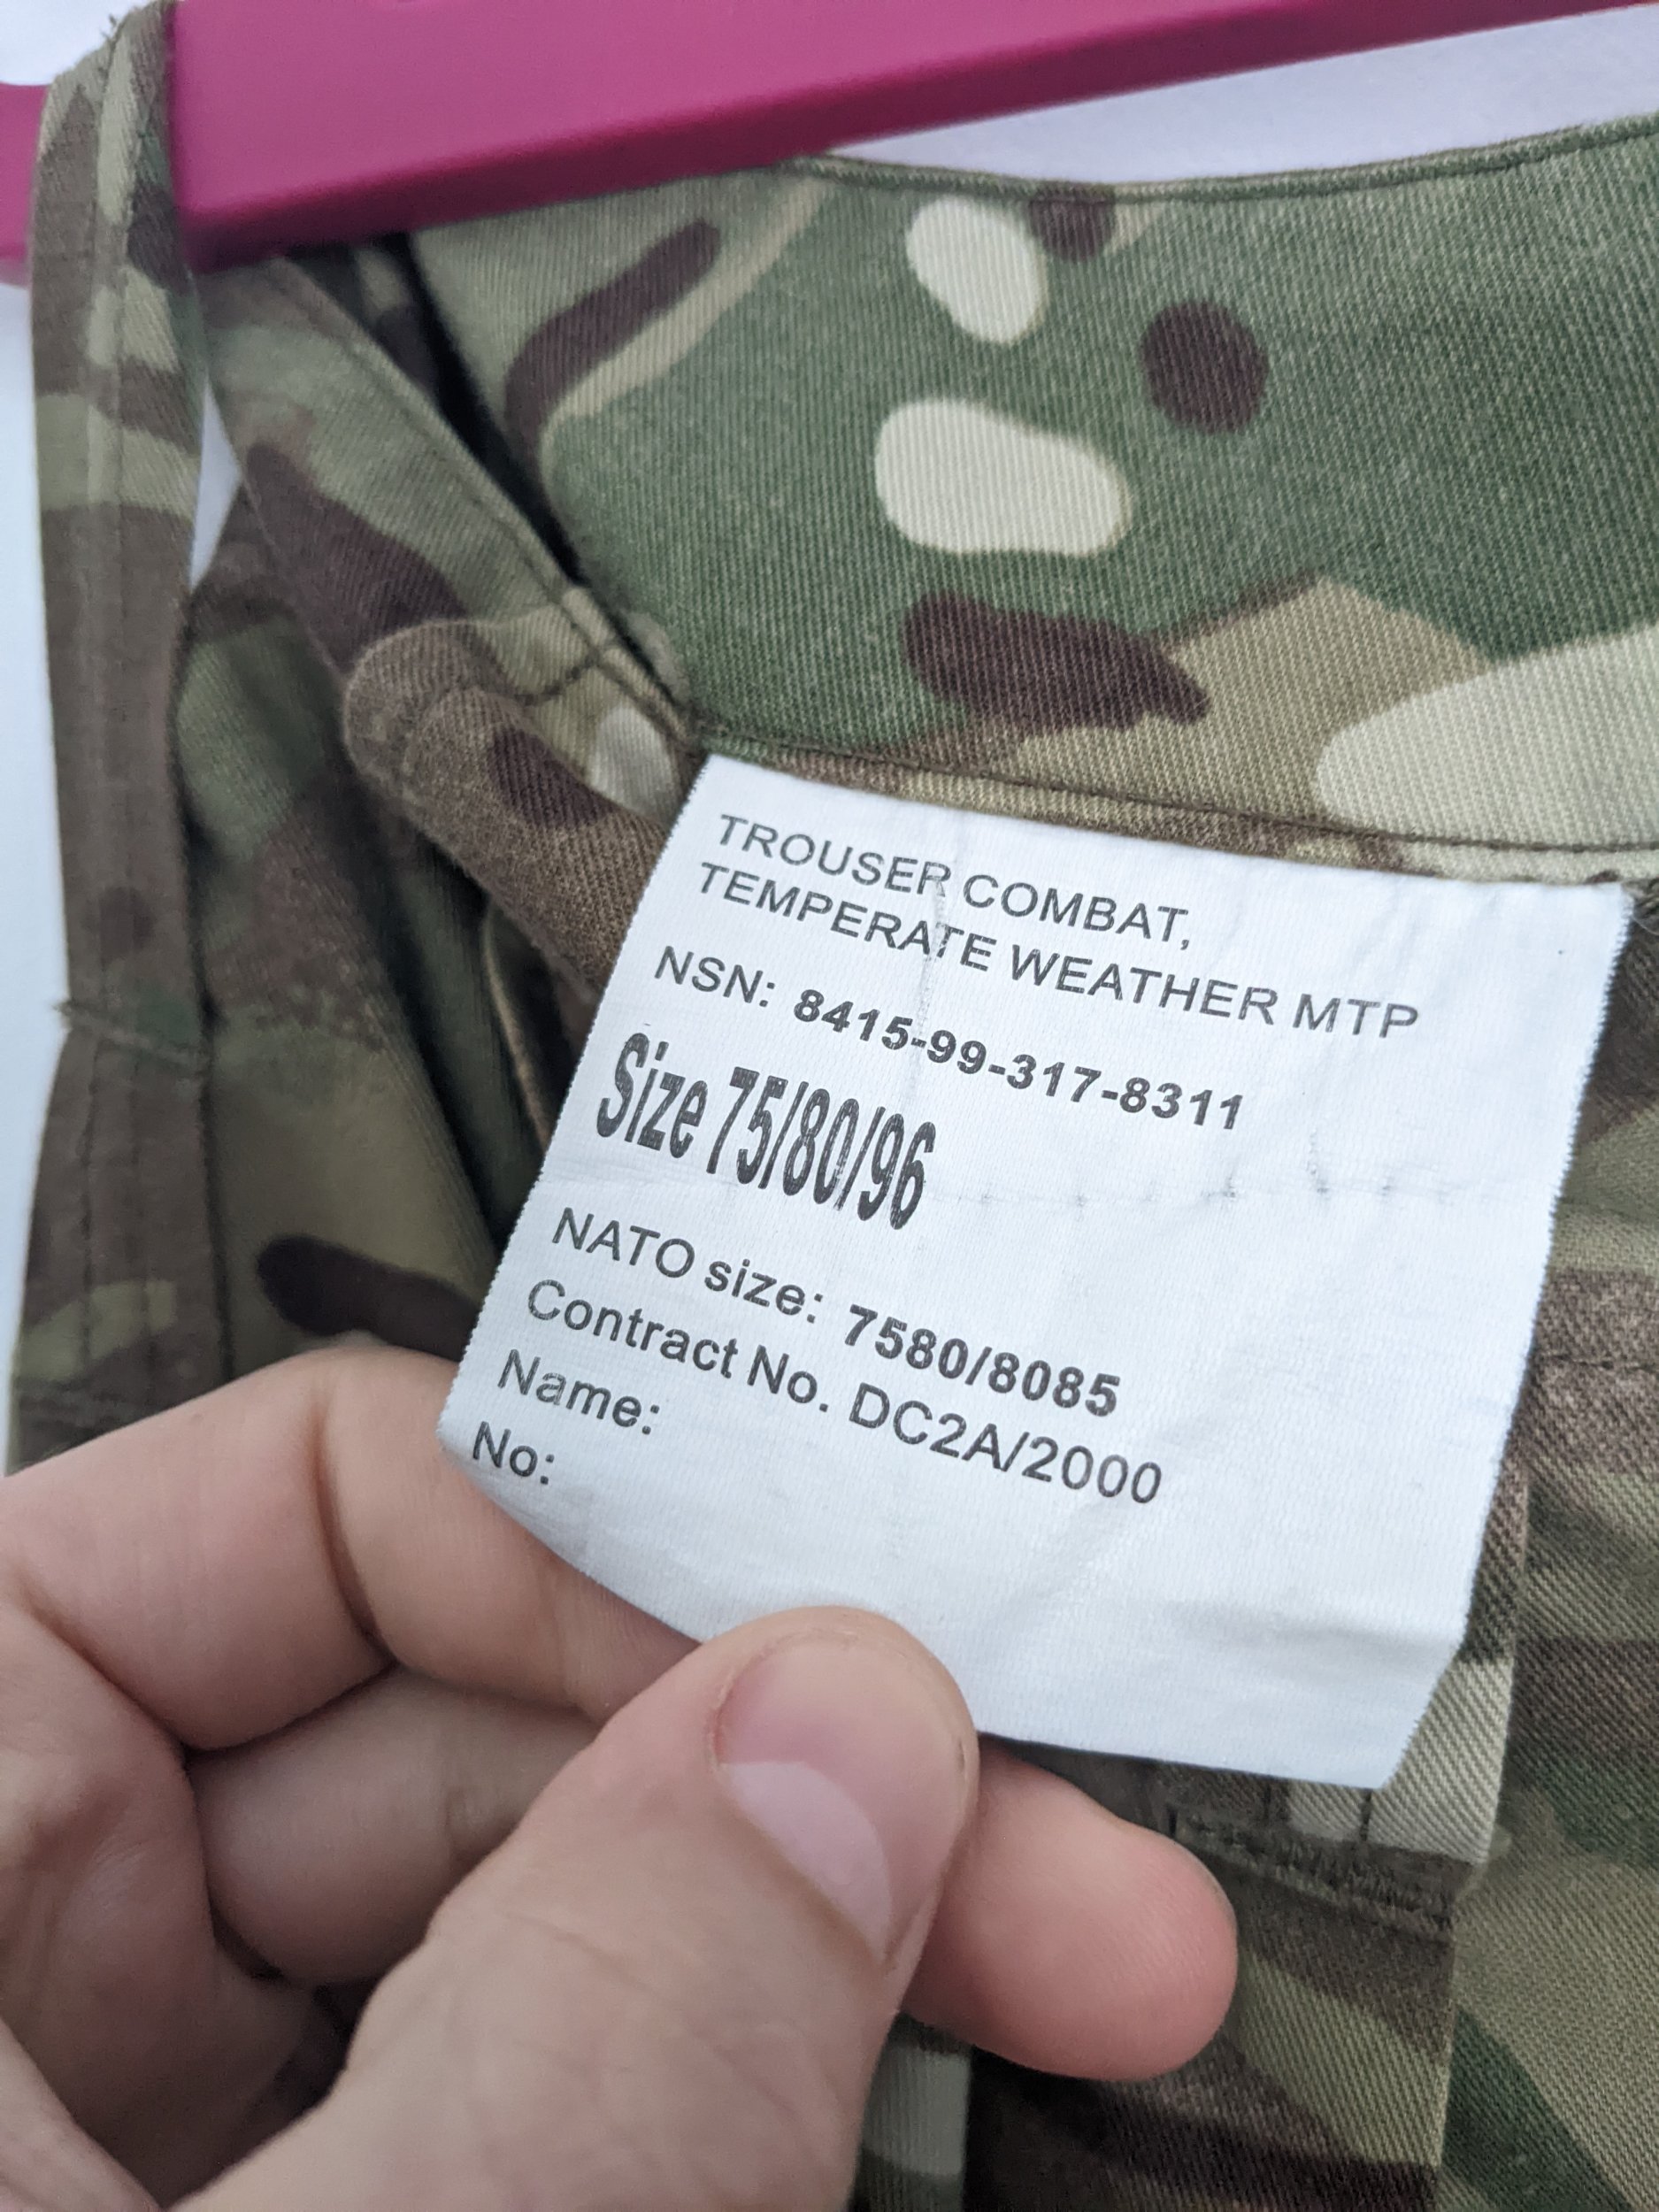 TROUSER COMBAT,
TEMPERATE WEATHER MTP
NSN: 8415-99-317-8311
Size 75/80/96
NATO size: 7580/8085
Contract No. DC2A/2000
Name:
No: